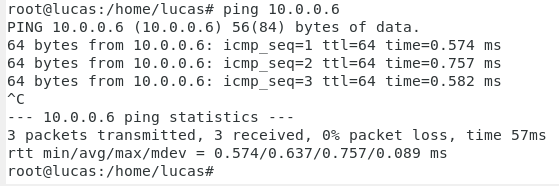 root@lucas:/home/lucas# ping 10.0.0.6
PING 10.0.0.6 (10.0.0.6) 56(84) bytes of data.
64 bytes from 10.0.0.6: icmp_seq=1 ttl=64 time=0.574 ms
64 bytes from 10.0.0.6: icmp_seq=2 ttl=64 time=0.757 ms
64 bytes from 10.0.0.6: icmp_seq=3 ttl=64 time=0.582 ms
^C
--- 10.0.0.6 ping statistics ---
3 packets transmitted, 3 received, 0% packet loss, time 57ms
rtt min/avg/max/mdev = 0.574/0.637/0.757/0.089 ms
root@lucas:/home/lucas#